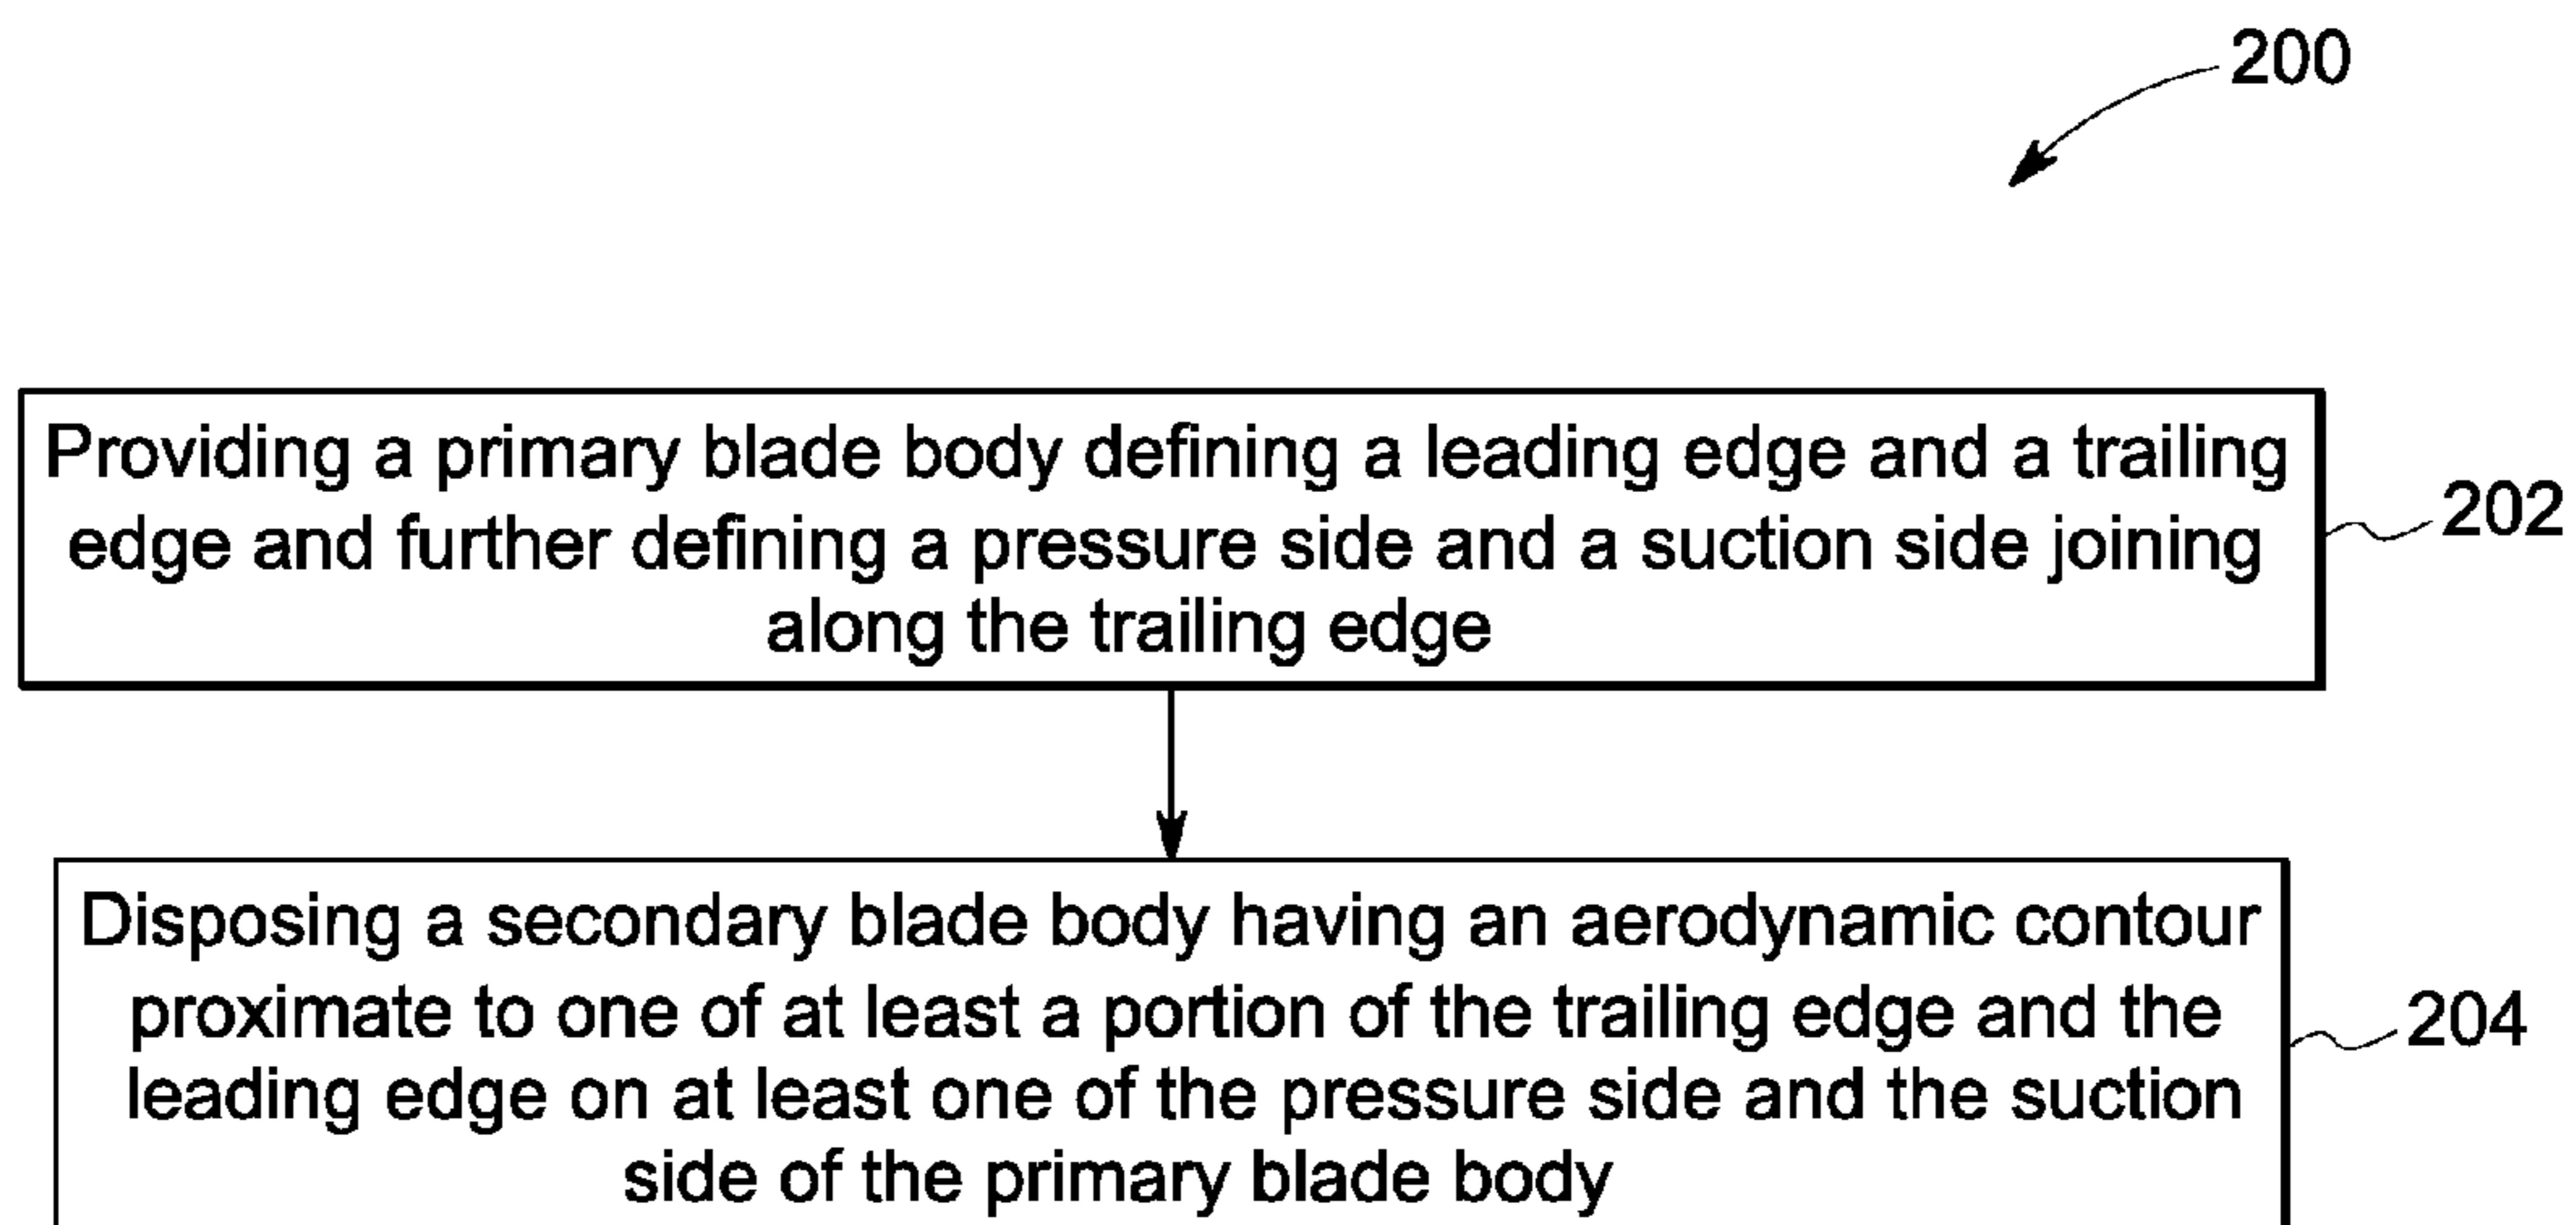 200
Providing a primary blade body defining a leading edge and a trailing
edge and further defining a pressure side and a suction side joining
along the trailing edge
202
Disposing a secondary blade body having an aerodynamic contour
proximate to one of at least a portion of the trailing edge and the
leading edge on at least one of the pressure side and the suction
side of the primary blade body
204